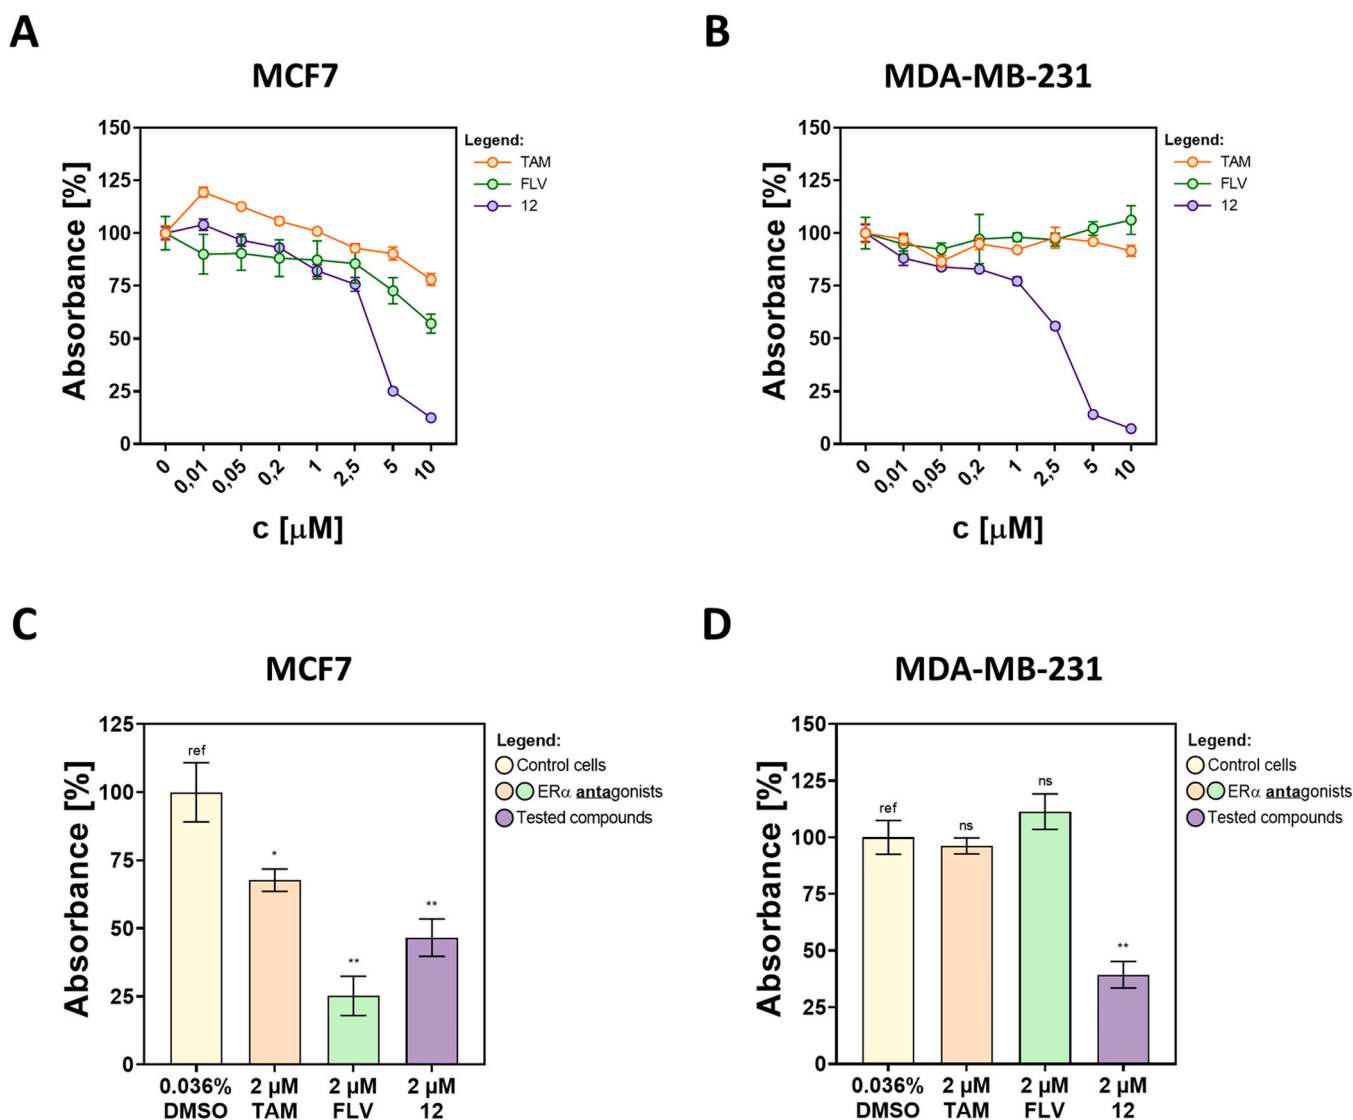 A
MCF7
Absorbance [%]
150
125
100
75
50
25
0
0
0,01
0,05
0,2
1
2,5
5
10
c [μM]
Legend:
TAM
FLV
12
B
MDA-MB-231
Absorbance [%]
150
125
100
75
50
25
0
0
0,01
0,05
0,2
1
2,5
5
10
c [μM]
Legend:
TAM
FLV
12
C
MCF7
Absorbance [%]
125
100
75
50
25
0
ref
*
**
**
0.036% DMSO
2 μM TAM
2 μM FLV
2 μM 12
Legend:
Control cells
ERα antagonists
Tested compounds
D
MDA-MB-231
Absorbance [%]
150
125
100
75
50
25
0
ref
ns
ns
**
0.036% DMSO
2 μM TAM
2 μM FLV
2 μM 12
Legend:
Control cells
ERα antagonists
Tested compounds